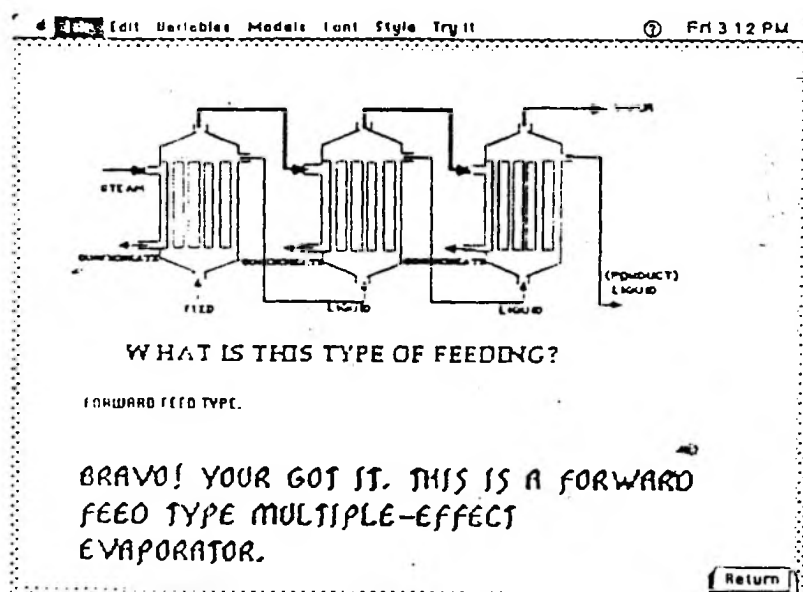 Edit Variables Models Font Style Try It Fri 3 12 PM
STEAM
CONDENSATE CONDENSATE CONDENSATE
(PONDUCT)
LIQUID
FEED LIQUID LIQUID
WHAT IS THIS TYPE OF FEEDING?
FORWARD FEED TYPE.
BRAVO! YOUR GOT IT. THIS IS A FORWARD
FEED TYPE MULTIPLE-EFFECT
EVAPORATOR.
Return